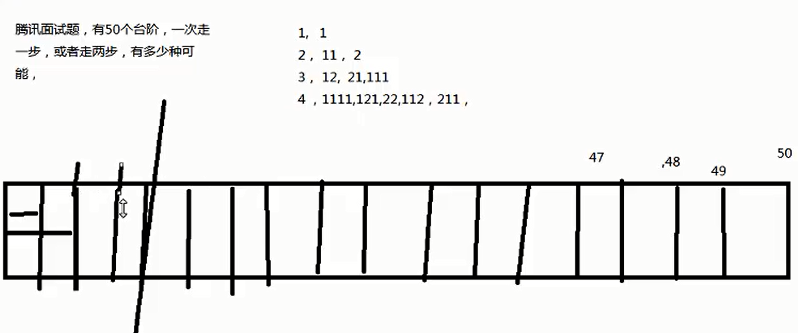 腾讯面试题，有50个台阶，一次走
一步，或者走两步，有多少种可
能，
1， 1
2 ，11 ，2
3 ，12, 21,111
4 ，1111,121,22,112，211，
47
,48
49
50